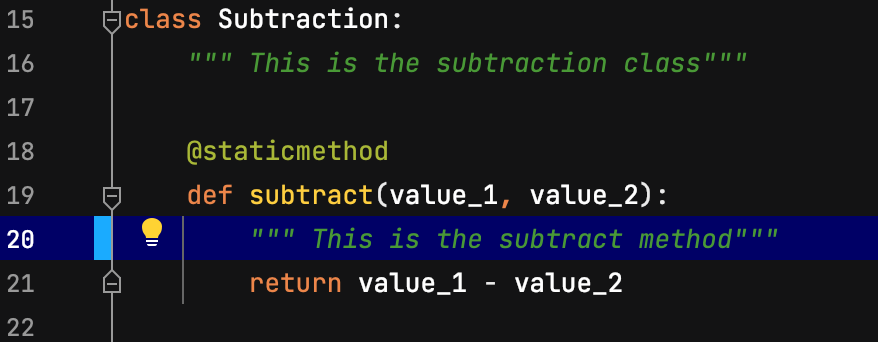 15 class Subtraction:
16 """ This is the subtraction class"""
17
18 @staticmethod
19 def subtract(value_1, value_2):
20 """ This is the subtract method"""
21 return value_1 - value_2
22